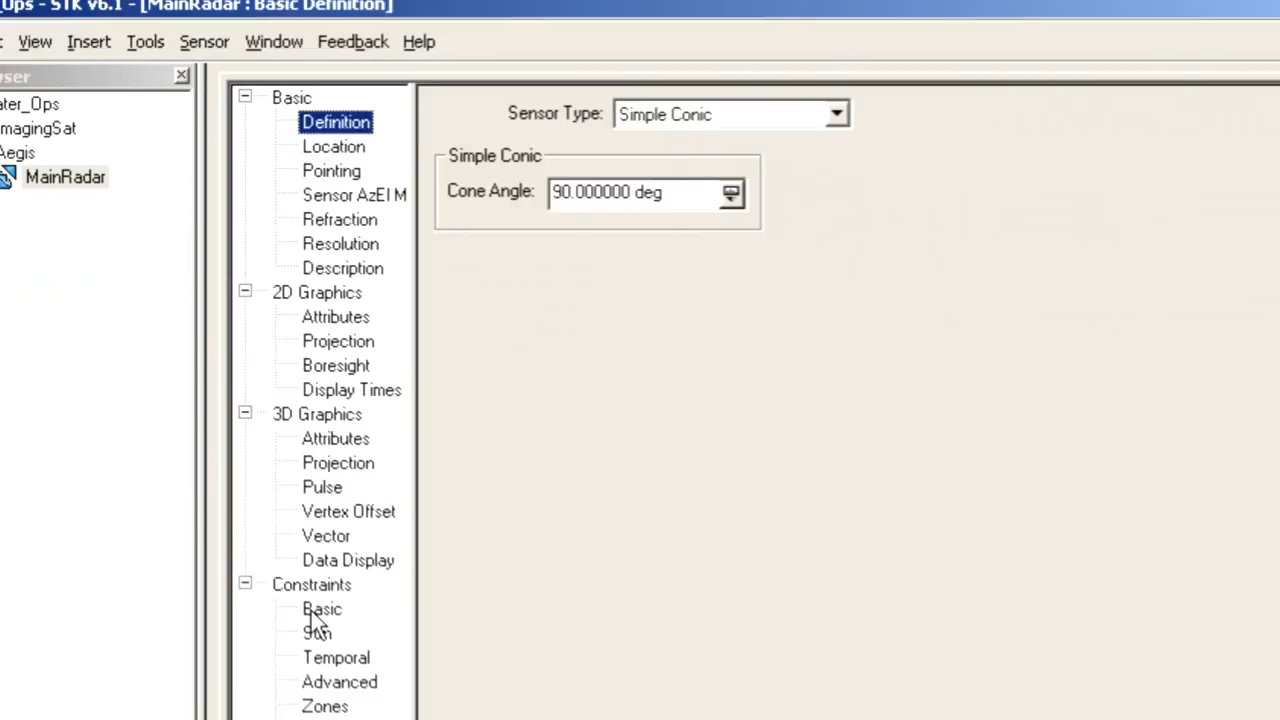 _Ops - STK v6.1 - [MainRadar : Basic Definition]
View Insert Tools Sensor Window Feedback Help
wser
ater_Ops
magingSat
Aegis
MainRadar
Basic
Definition
Location
Pointing
Sensor AzEl M
Refraction
Resolution
Description
2D Graphics
Attributes
Projection
Boresight
Display Times
3D Graphics
Attributes
Projection
Pulse
Vertex Offset
Vector
Data Display
Constraints
Basic
Sun
Temporal
Advanced
Zones
Sensor Type: Simple Conic
Simple Conic
Cone Angle: 90.000000 deg